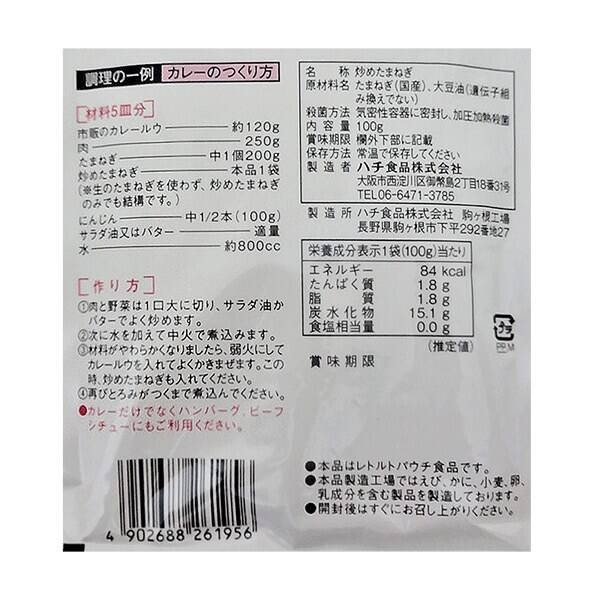 調理の一例 カレーのつくり方
[材料5皿分]
市販のカレールウ 約120g
肉 250g
たまねぎ 中1個200g
炒めたまねぎ 本品1袋
(※生のたまねぎを使わず、炒めたまねぎ
のみでも結構です。)
にんじん 中1/2本(100g)
サラダ油又はバター 適量
水 約800cc
[作り方]
①肉と野菜は1口大に切り、サラダ油か
バターでよく炒めます。
②次に水を加えて中火で煮込みます。
③材料がやわらかくなりましたら、弱火にして
カレールウを入れてよくかきまぜます。この
時、炒めたまねぎも入れてください。
④再びとろみがつくまで煮込んでください。
●カレーだけでなくハンバーグ、ビーフ
シチューにもご利用ください。
4 902688 261956
名称 炒めたまねぎ
原材料名 たまねぎ(国産)、大豆油(遺伝子組
み換えでない)
殺菌方法 気密性容器に密封し、加圧加熱殺菌
内容量 100g
賞味期限 欄外下部に記載
保存方法 常温で保存してください
製造者 ハチ食品株式会社
大阪市西淀川区御幣島2丁目18番31号
TEL06-6471-3785
製造所 ハチ食品株式会社 駒ヶ根工場
長野県駒ヶ根市下平292番地27
栄養成分表示1袋(100g)当たり
エネルギー 84 kcal
たんぱく質 1.8 g
脂質 1.8 g
炭水化物 15.1 g
食塩相当量 0.0 g
(推定値)
プラ
PP,M
賞味期限
●本品はレトルトパウチ食品です。
●本品製造工場ではえび、かに、小麦、卵、
乳成分を含む製品を製造しております。
●開封後はすぐにお召し上がりください。